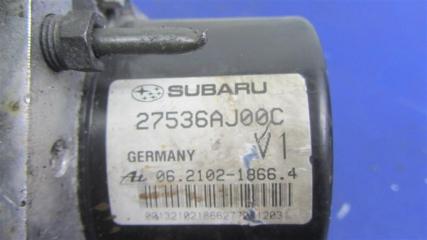 SUBARU
27536AJ00C
GERMANY V1
06.2102-1866.4